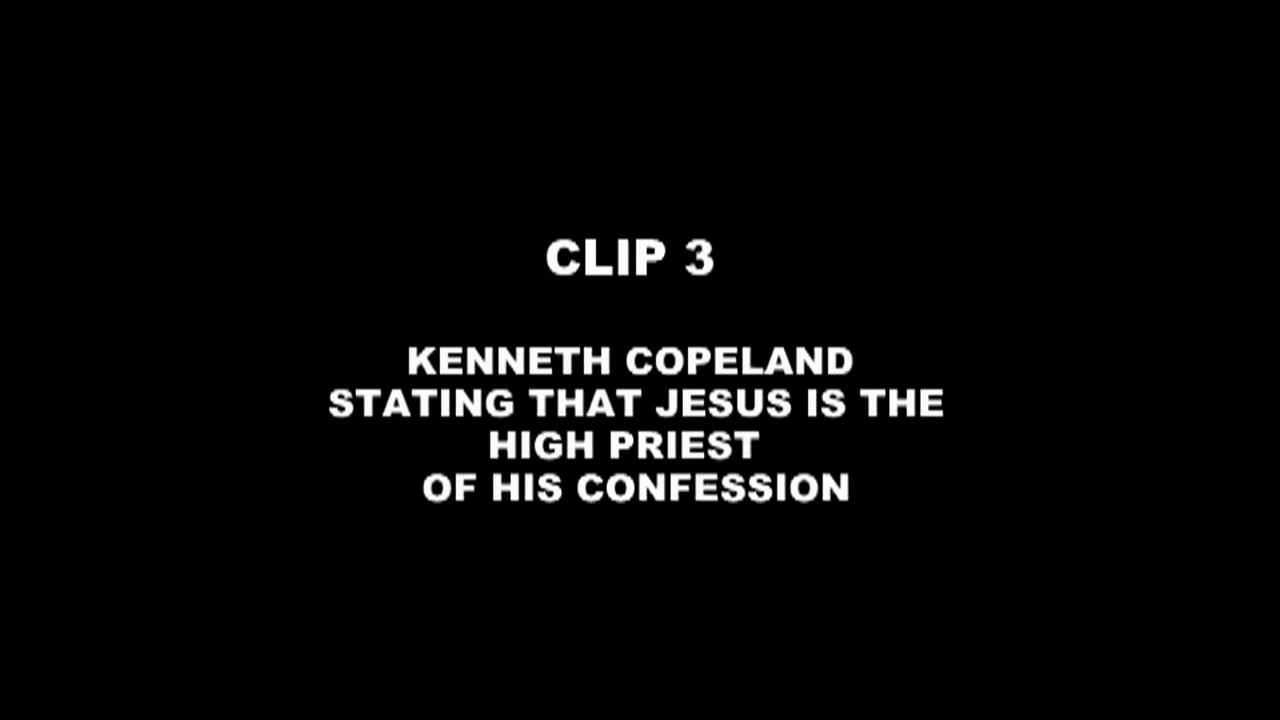 CLIP 3
KENNETH COPELAND
STATING THAT JESUS IS THE
HIGH PRIEST
OF HIS CONFESSION